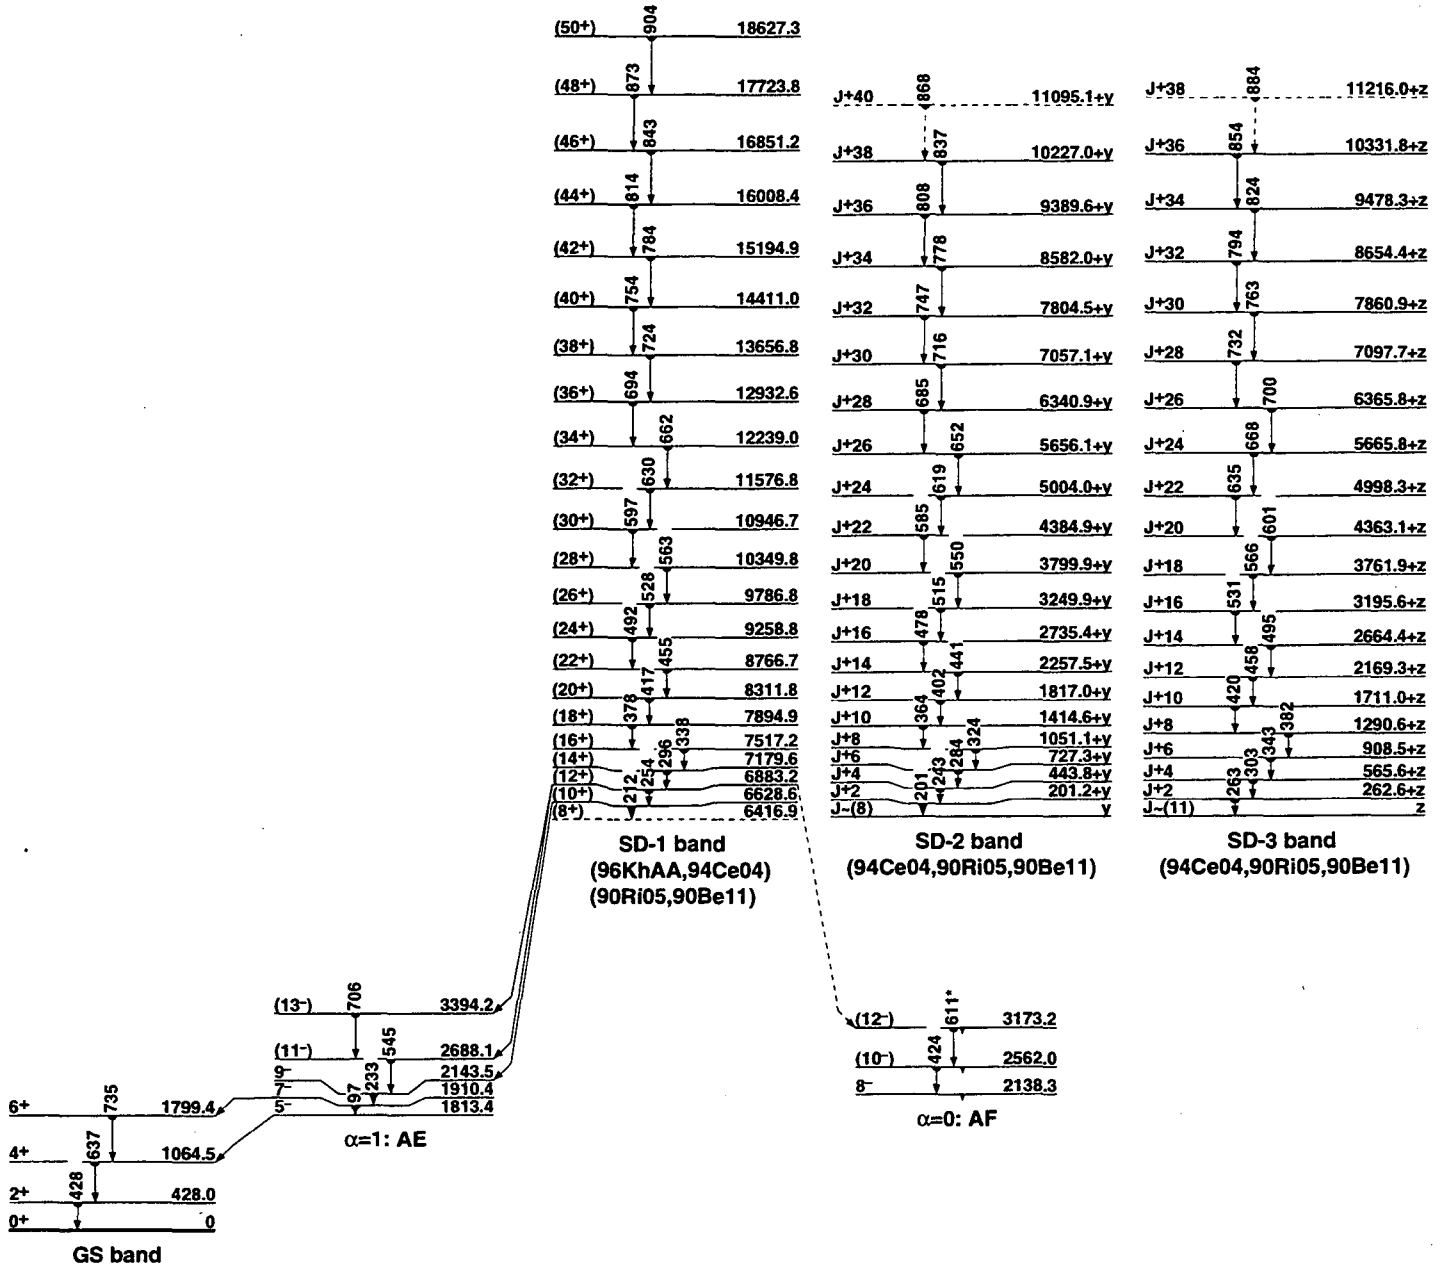 (50+) 904 18627.3
(48+) 873 17723.8
(46+) 843 16851.2
(44+) 814 16008.4
(42+) 784 15194.9
(40+) 754 14411.0
(38+) 724 13656.8
(36+) 694 12932.6
(34+) 662 12239.0
(32+) 630 11576.8
(30+) 597 10946.7
(28+) 563 10349.8
(26+) 528 9786.8
(24+) 492 9258.8
(22+) 455 8766.7
(20+) 417 8311.8
(18+) 378 7894.9
(16+) 338 7517.2
(14+) 296 7179.6
(12+) 254 6883.2
(10+) 212 6628.6
(8+) 6416.9
SD-1 band
(96KhAA,94Ce04)
(90Ri05,90Be11)
J+40 868 11095.1+y
J+38 837 10227.0+y
J+36 808 9389.6+y
J+34 778 8582.0+y
J+32 747 7804.5+y
J+30 716 7057.1+y
J+28 685 6340.9+y
J+26 652 5656.1+y
J+24 619 5004.0+y
J+22 585 4384.9+y
J+20 550 3799.9+y
J+18 515 3249.9+y
J+16 478 2735.4+y
J+14 441 2257.5+y
J+12 402 1817.0+y
J+10 364 1414.6+y
J+8 324 1051.1+y
J+6 284 727.3+y
J+4 243 443.8+y
J+2 201 201.2+y
J~(8) y
SD-2 band
(94Ce04,90Ri05,90Be11)
J+38 884 11216.0+z
J+36 854 10331.8+z
J+34 824 9478.3+z
J+32 794 8654.4+z
J+30 763 7860.9+z
J+28 732 7097.7+z
J+26 700 6365.8+z
J+24 668 5665.8+z
J+22 635 4998.3+z
J+20 601 4363.1+z
J+18 566 3761.9+z
J+16 531 3195.6+z
J+14 495 2664.4+z
J+12 458 2169.3+z
J+10 420 1711.0+z
J+8 382 1290.6+z
J+6 343 908.5+z
J+4 303 565.6+z
J+2 263 262.6+z
J~(11) z
SD-3 band
(94Ce04,90Ri05,90Be11)
(13-) 706 3394.2
(11-) 545 2688.1
9- 233 2143.5
7- 97 1910.4
5- 1813.4
α=1: AE
(12-) 611* 3173.2
(10-) 424 2562.0
8- 2138.3
α=0: AF
6+ 735 1799.4
4+ 637 1064.5
2+ 428 428.0
0+ 0
GS band